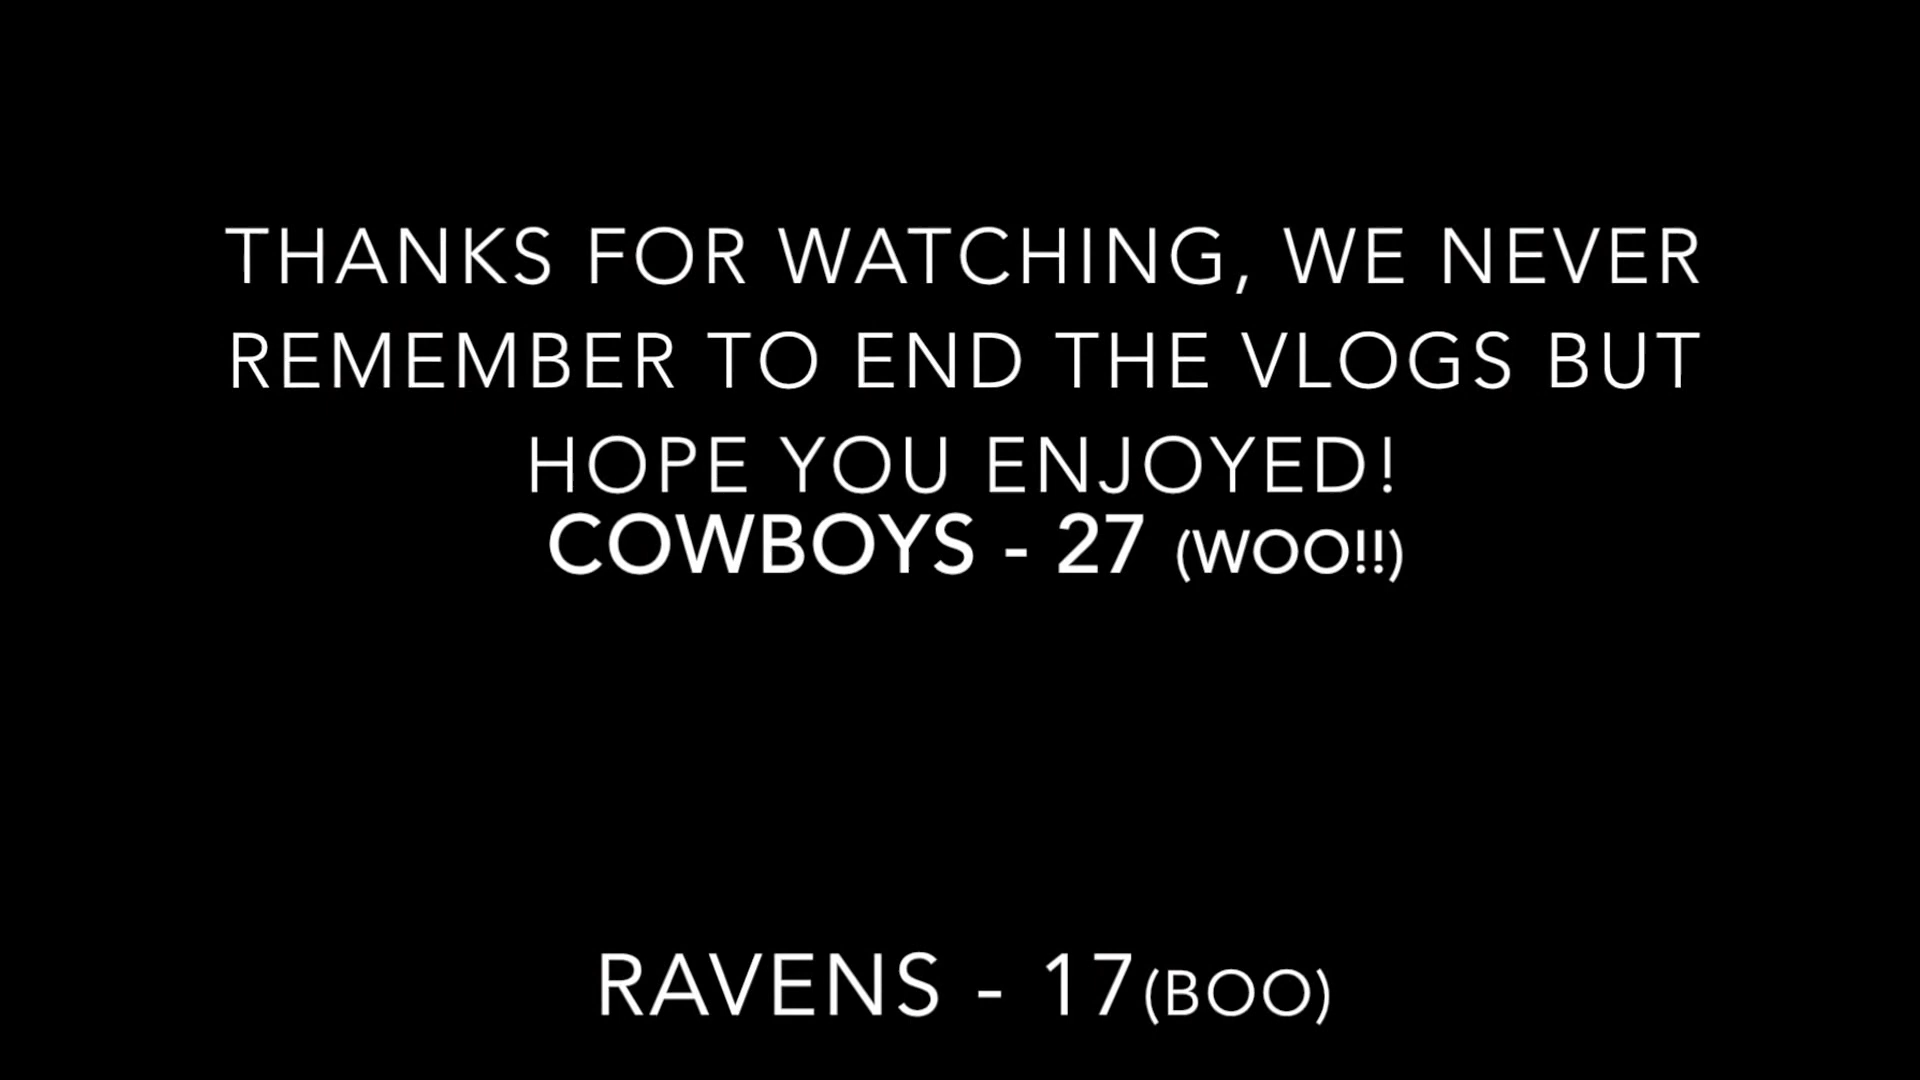 THANKS FOR WATCHING, WE NEVER
REMEMBER TO END THE VLOGS BUT
HOPE YOU ENJOYED!
COWBOYS - 27 (WOO!!)
RAVENS - 17(BOO)